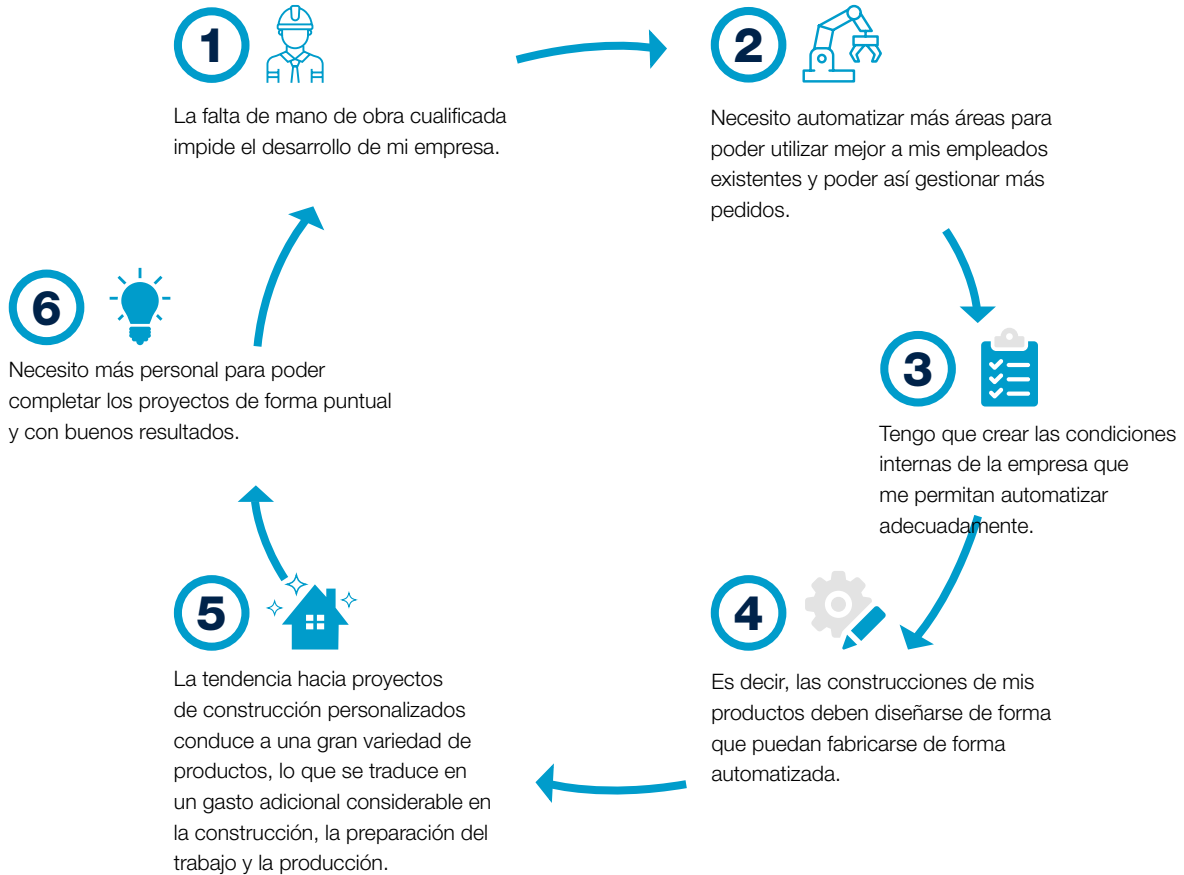 1
La falta de mano de obra cualificada
impide el desarrollo de mi empresa.
2
Necesito automatizar más áreas para
poder utilizar mejor a mis empleados
existentes y poder así gestionar más
pedidos.
3
Tengo que crear las condiciones
internas de la empresa que
me permitan automatizar
adecuadamente.
4
Es decir, las construcciones de mis
productos deben diseñarse de forma
que puedan fabricarse de forma
automatizada.
5
La tendencia hacia proyectos
de construcción personalizados
conduce a una gran variedad de
productos, lo que se traduce en
un gasto adicional considerable en
la construcción, la preparación del
trabajo y la producción.
6
Necesito más personal para poder
completar los proyectos de forma puntual
y con buenos resultados.